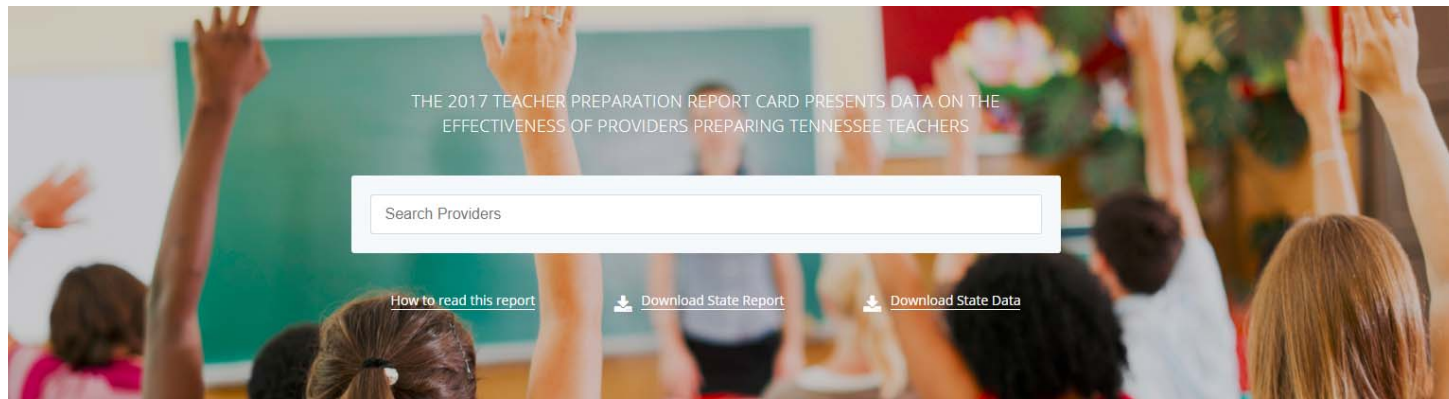 THE 2017 TEACHER PREPARATION REPORT CARD PRESENTS DATA ON THE
EFFECTIVENESS OF PROVIDERS PREPARING TENNESSEE TEACHERS
Search Providers
How to read this report
Download State Report
Download State Data